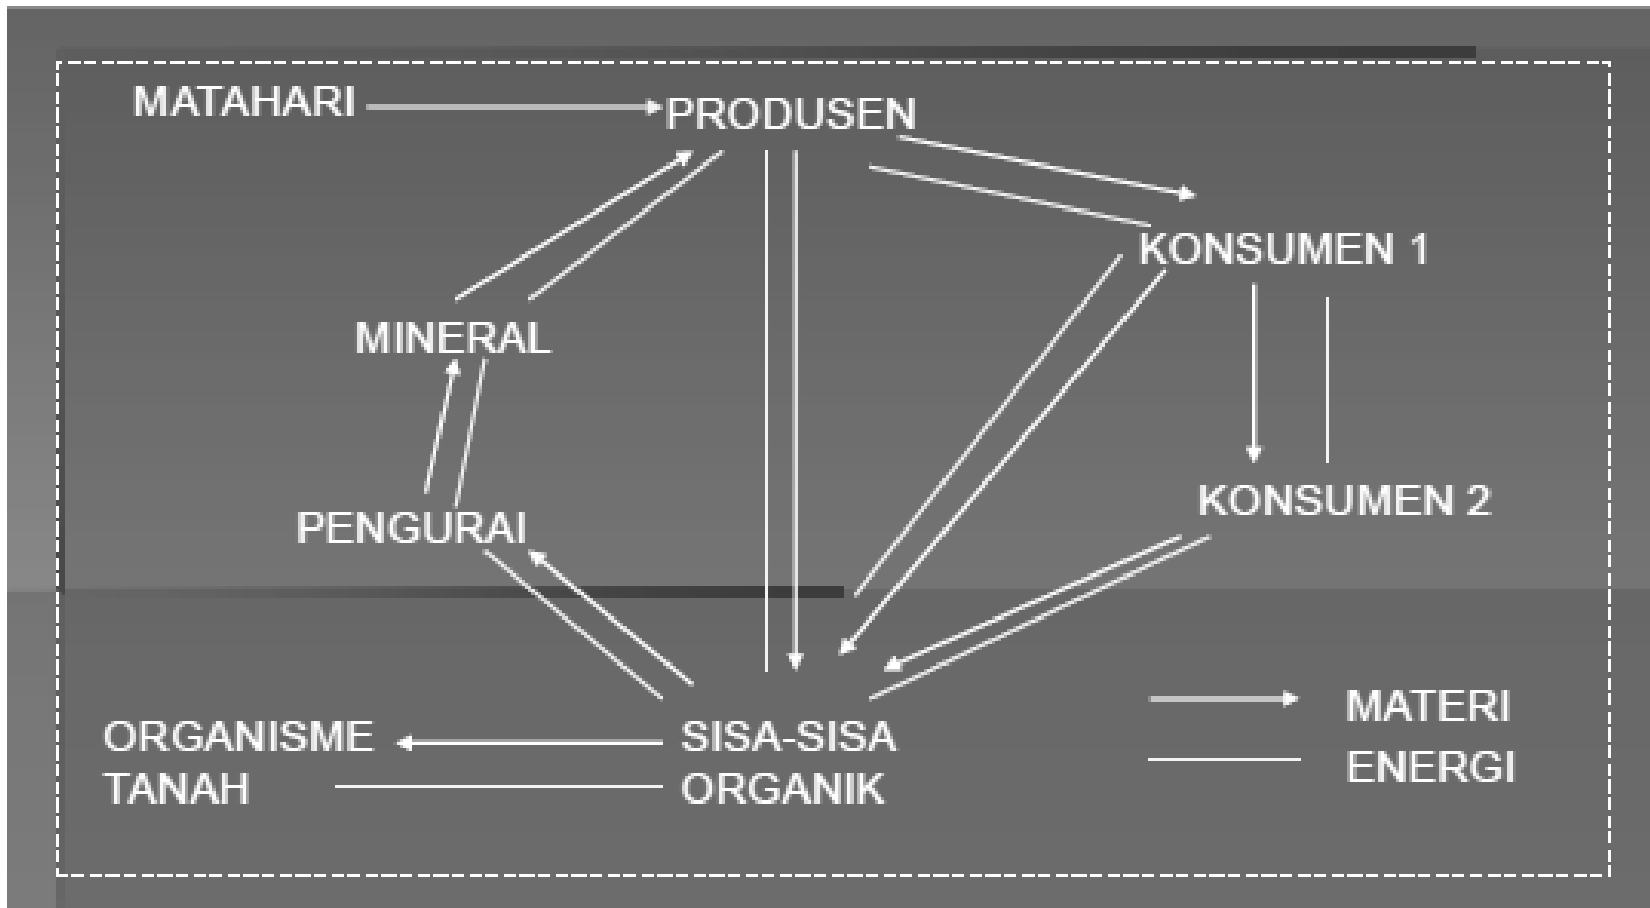 MATAHARI
PRODUSEN
KONSUMEN 1
MINERAL
KONSUMEN 2
PENGURAI
ORGANISME
TANAH
SISA-SISA
ORGANIK
MATERI
ENERGI